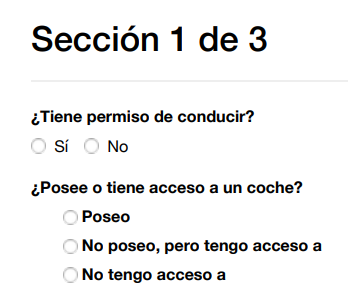 Sección 1 de 3
¿Tiene permiso de conducir?
Sí No
¿Posee o tiene acceso a un coche?
Poseo
No poseo, pero tengo acceso a
No tengo acceso a